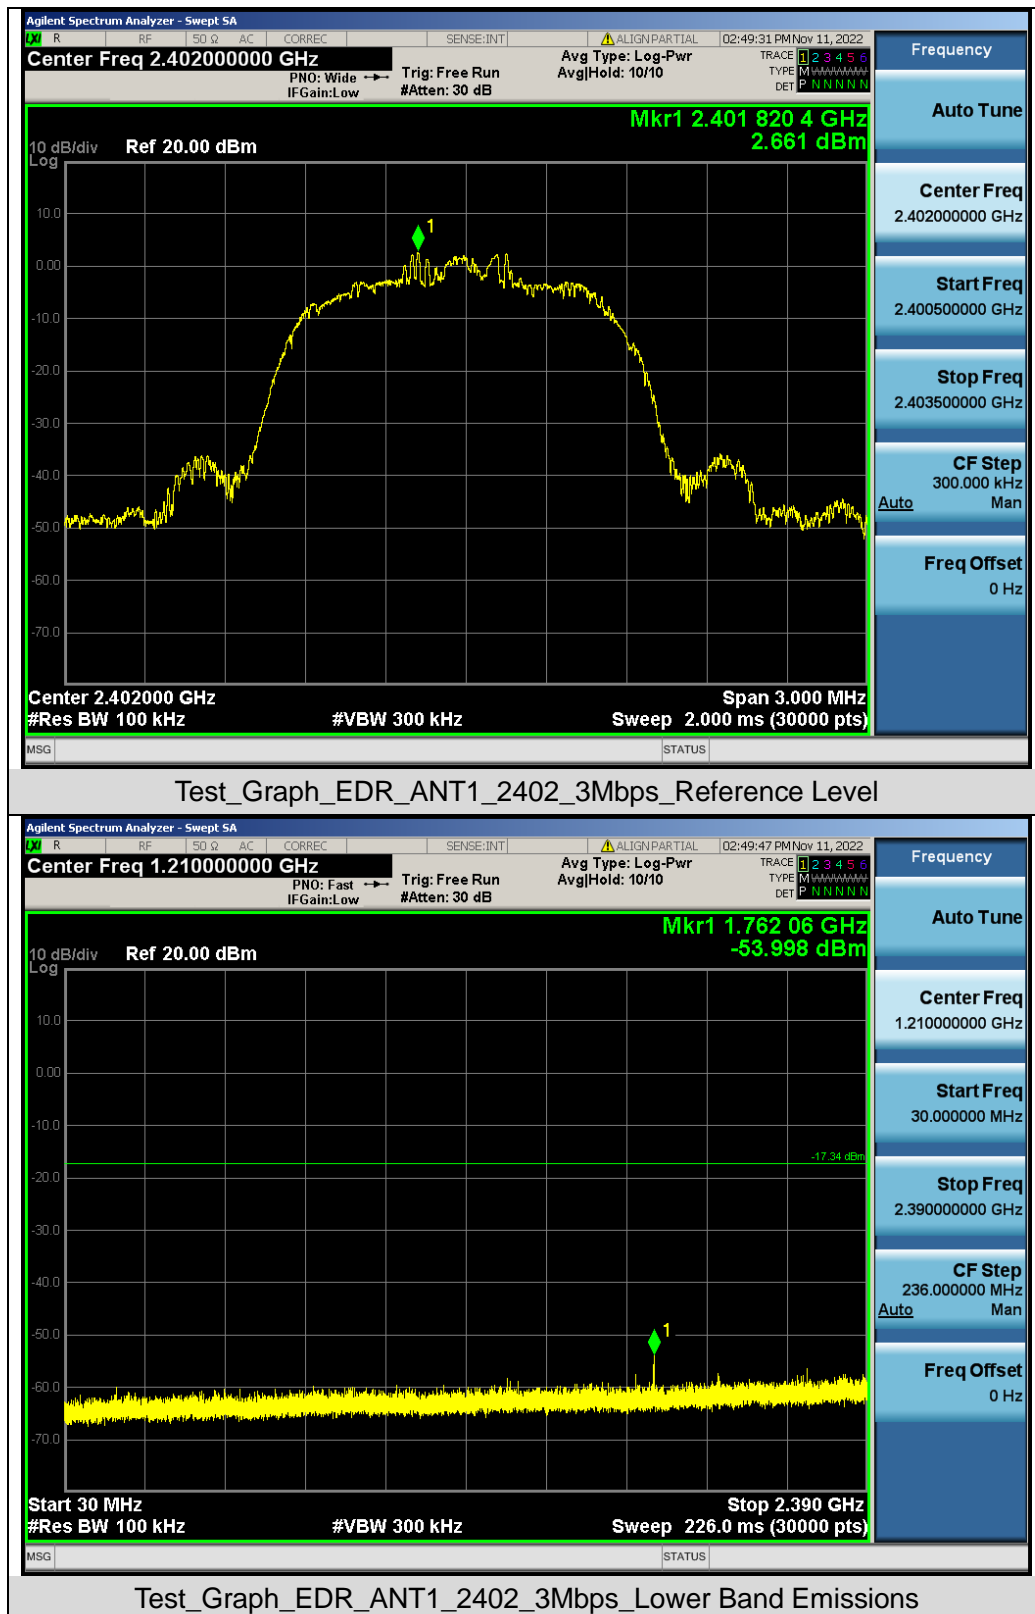 Agilent Spectrum Analyzer - Swept SA
LXI R RF 50 Ω AC CORREC SENSE:INT ALIGN PARTIAL 02:49:31 PM Nov 11, 2022
Center Freq 2.402000000 GHz
PNO: Wide
IFGain:Low
Trig: Free Run
#Atten: 30 dB
Avg Type: Log-Pwr
Avg|Hold: 10/10
TRACE 1 2 3 4 5 6
TYPE M
DET P N N N N N
Mkr1 2.401 820 4 GHz
2.661 dBm
10 dB/div
Log
Ref 20.00 dBm
10.0
0.00
-10.0
-20.0
-30.0
-40.0
-50.0
-60.0
-70.0
1
Center 2.402000 GHz
Span 3.000 MHz
#Res BW 100 kHz
#VBW 300 kHz
Sweep 2.000 ms (30000 pts)
MSG
STATUS
Frequency
Auto Tune
Center Freq
2.402000000 GHz
Start Freq
2.400500000 GHz
Stop Freq
2.403500000 GHz
CF Step
300.000 kHz
Auto Man
Freq Offset
0 Hz
Test_Graph_EDR_ANT1_2402_3Mbps_Reference Level
Agilent Spectrum Analyzer - Swept SA
LXI R RF 50 Ω AC CORREC SENSE:INT ALIGN PARTIAL 02:49:47 PM Nov 11, 2022
Center Freq 1.210000000 GHz
PNO: Fast
IFGain:Low
Trig: Free Run
#Atten: 30 dB
Avg Type: Log-Pwr
Avg|Hold: 10/10
TRACE 1 2 3 4 5 6
TYPE M
DET P N N N N N
Mkr1 1.762 06 GHz
-53.998 dBm
10 dB/div
Log
Ref 20.00 dBm
10.0
0.00
-10.0
-20.0
-30.0
-40.0
-50.0
-60.0
-70.0
-17.34 dBm
1
Start 30 MHz
Stop 2.390 GHz
#Res BW 100 kHz
#VBW 300 kHz
Sweep 226.0 ms (30000 pts)
MSG
STATUS
Frequency
Auto Tune
Center Freq
1.210000000 GHz
Start Freq
30.000000 MHz
Stop Freq
2.390000000 GHz
CF Step
236.000000 MHz
Auto Man
Freq Offset
0 Hz
Test_Graph_EDR_ANT1_2402_3Mbps_Lower Band Emissions